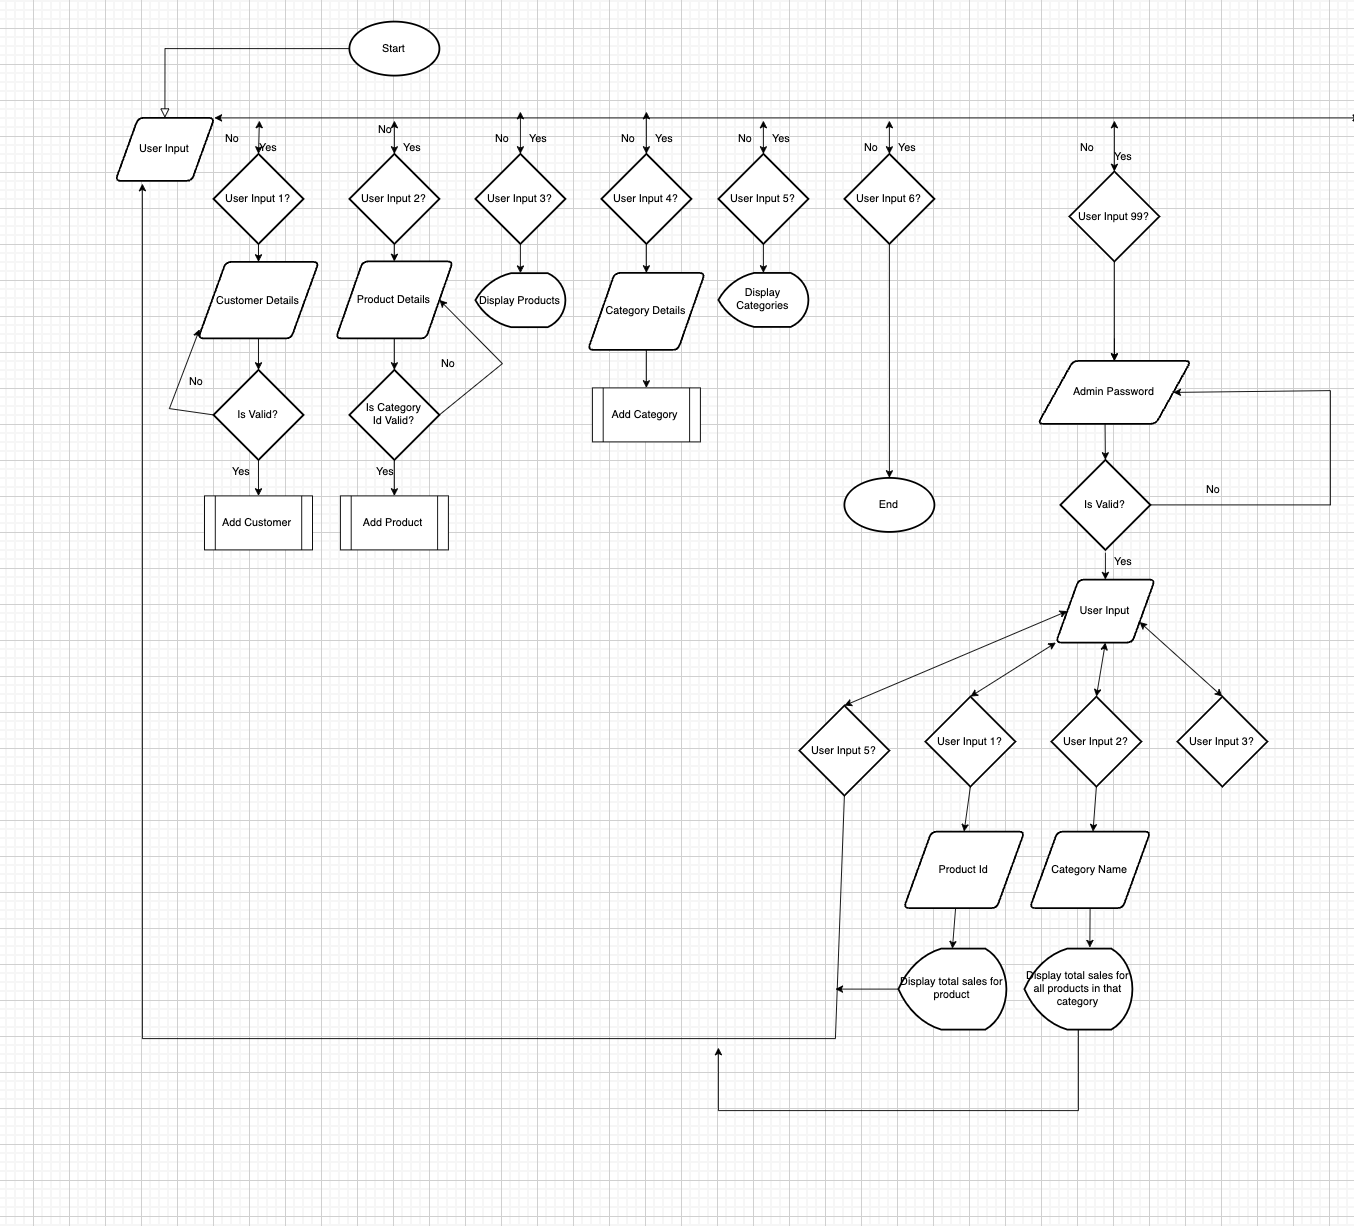 Start
User Input
No
Yes
No
Yes
No
Yes
No
Yes
No
Yes
No
Yes
No
Yes
User Input 1?
User Input 2?
User Input 3?
User Input 4?
User Input 5?
User Input 6?
User Input 99?
Customer Details
Product Details
Display Products
Category Details
Display
Categories
No
No
Is Valid?
Is Category
Id Valid?
Add Category
Admin Password
Yes
Yes
Add Customer
Add Product
End
Is Valid?
No
Yes
User Input
User Input 5?
User Input 1?
User Input 2?
User Input 3?
Product Id
Category Name
Display total sales for
product
Display total sales for
all products in that
category